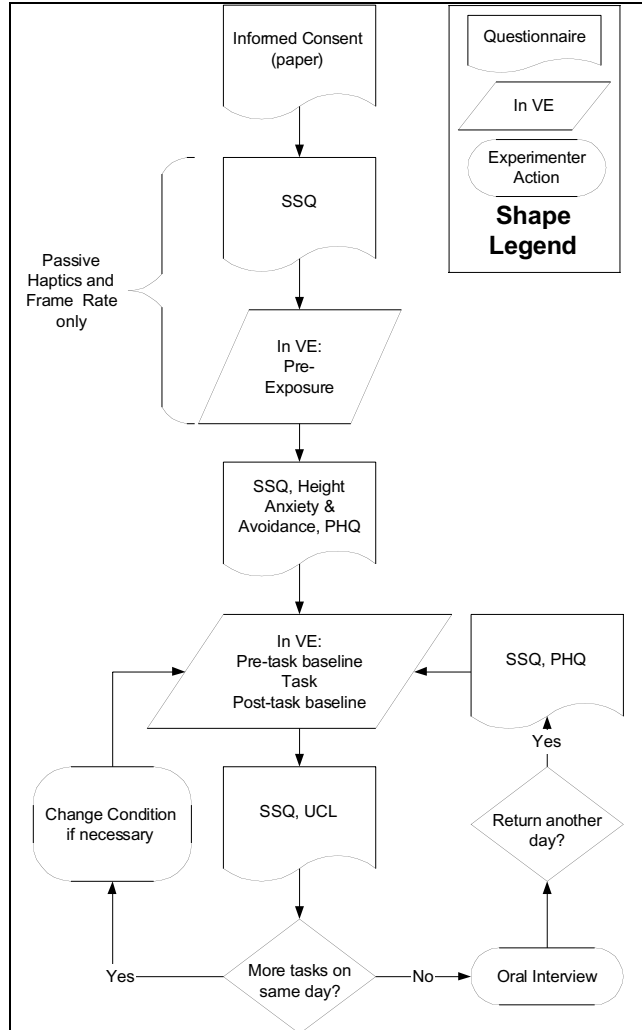 Informed Consent
(paper)
Questionnaire
In VE
Experimenter
Action
Shape
Legend
SSQ
Passive
Haptics and
Frame Rate
only
In VE:
Pre-
Exposure
SSQ, Height
Anxiety &
Avoidance, PHQ
In VE:
Pre-task baseline
Task
Post-task baseline
SSQ, PHQ
Yes
Change Condition
if necessary
SSQ, UCL
Return another
day?
Yes
More tasks on
same day?
No
Oral Interview